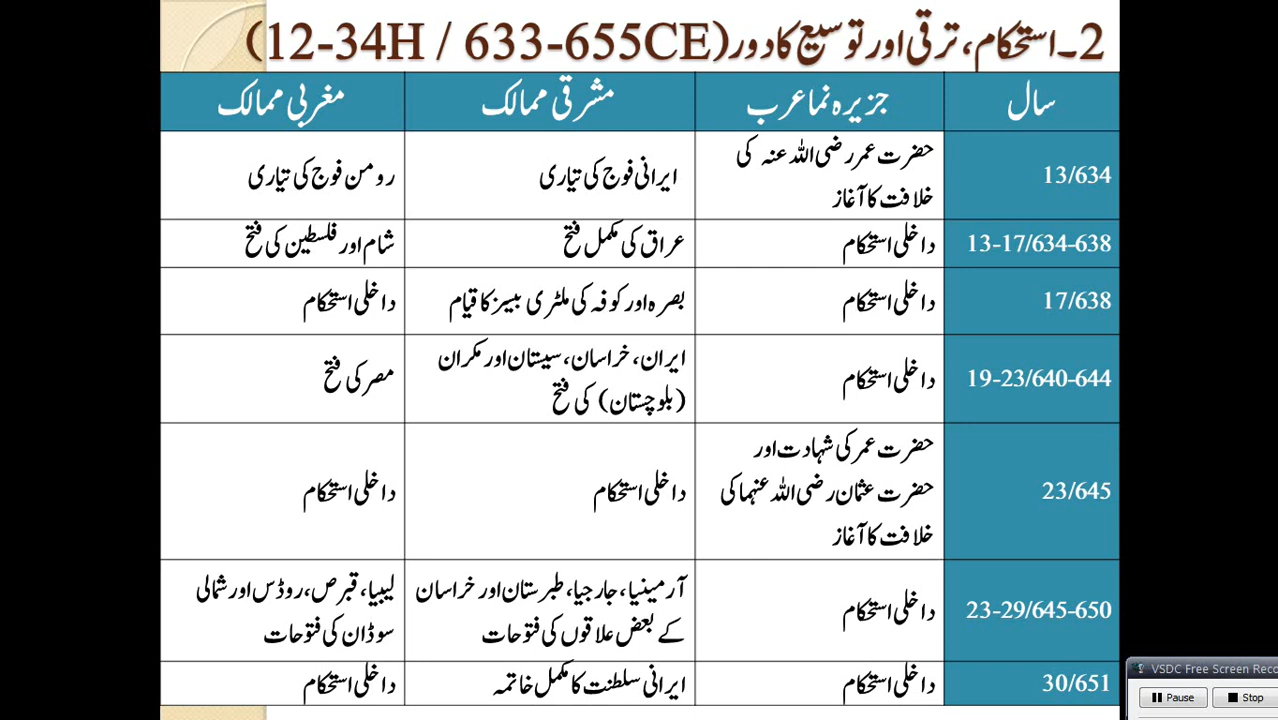 2۔استحکام، ترقی اور توسیع کا دور (12-34H / 633-655CE)
سال
جزیرہ نما عرب
مشرقی ممالک
مغربی ممالک
13/634
حضرت عمر رضی اللہ عنہ کی
خلافت کا آغاز
ایرانی فوج کی تیاری
رومن فوج کی تیاری
13-17/634-638
داخلی استحکام
عراق کی مکمل فتح
شام اور فلسطین کی فتح
17/638
داخلی استحکام
بصرہ اور کوفہ کی ملٹری بیسز کا قیام
داخلی استحکام
19-23/640-644
داخلی استحکام
ایران، خراسان، سیستان اور مکران
(بلوچستان) کی فتح
مصر کی فتح
23/645
حضرت عمر کی شہادت اور
حضرت عثمان رضی اللہ عنہما کی
خلافت کا آغاز
داخلی استحکام
داخلی استحکام
23-29/645-650
داخلی استحکام
آرمینیا، جارجیا، طبرستان اور خراسان
کے بعض علاقوں کی فتوحات
لیبیا، قبرص، روڈس اور شمالی
سوڈان کی فتوحات
30/651
داخلی استحکام
ایرانی سلطنت کا مکمل خاتمہ
داخلی استحکام
VSDC Free Screen Reco
Pause
Stop